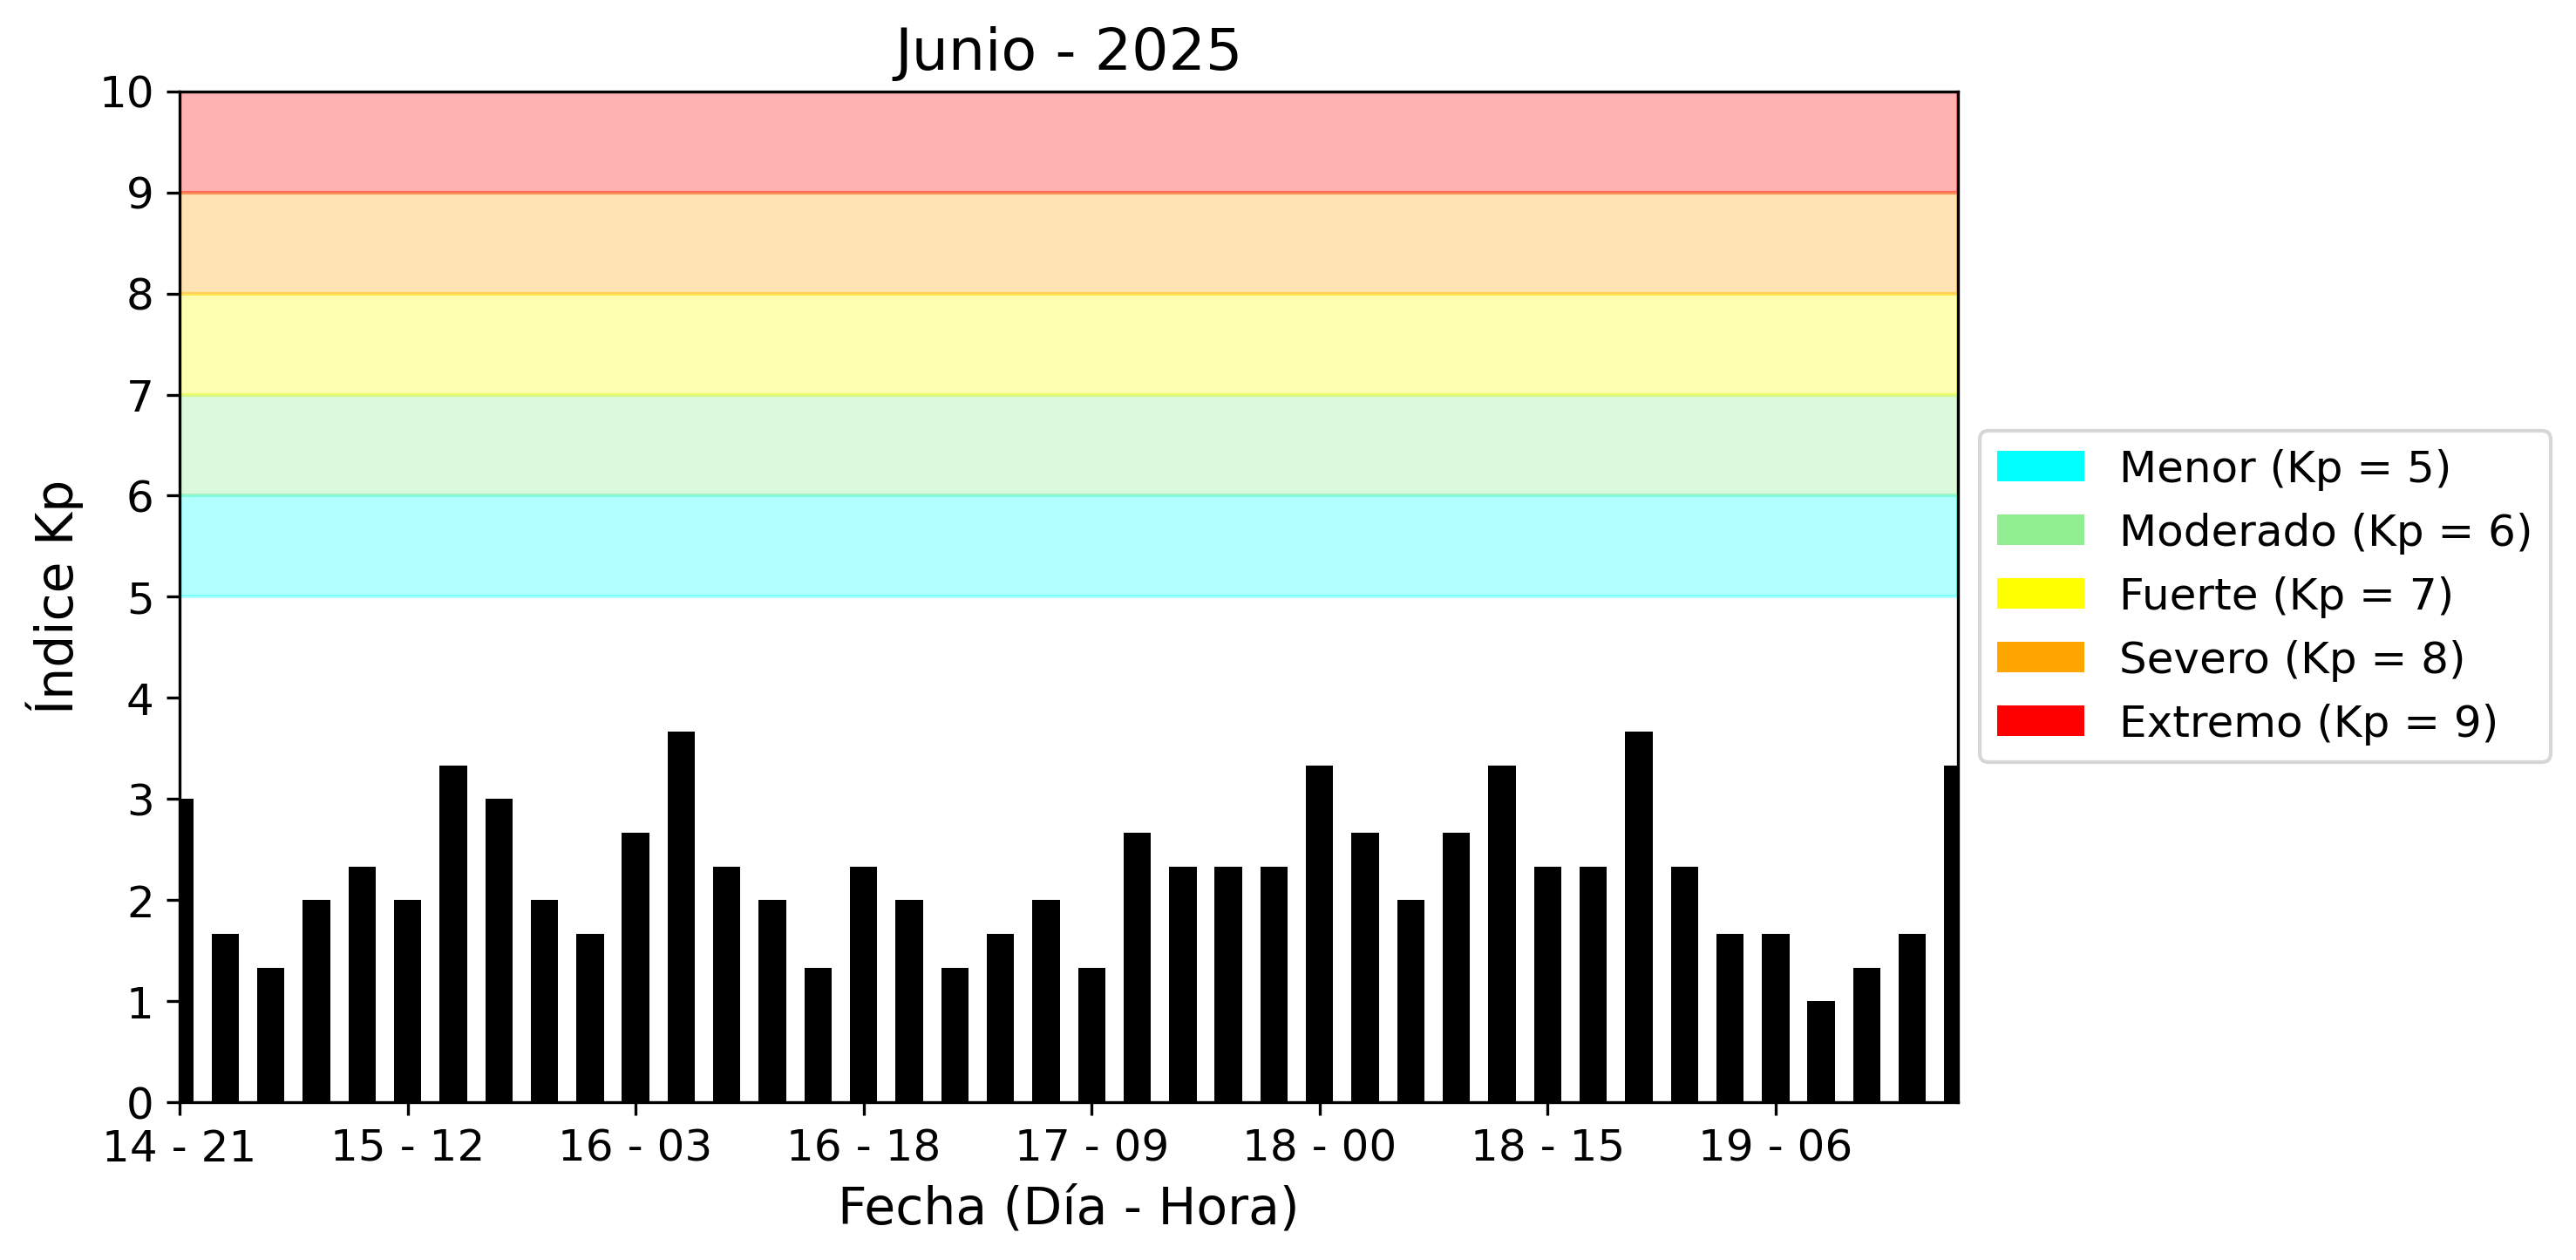 Junio - 2025
Índice Kp
10
9
8
7
6
5
4
3
2
1
0
14 - 21
15 - 12
16 - 03
16 - 18
17 - 09
18 - 00
18 - 15
19 - 06
Fecha (Día - Hora)
Menor (Kp = 5)
Moderado (Kp = 6)
Fuerte (Kp = 7)
Severo (Kp = 8)
Extremo (Kp = 9)